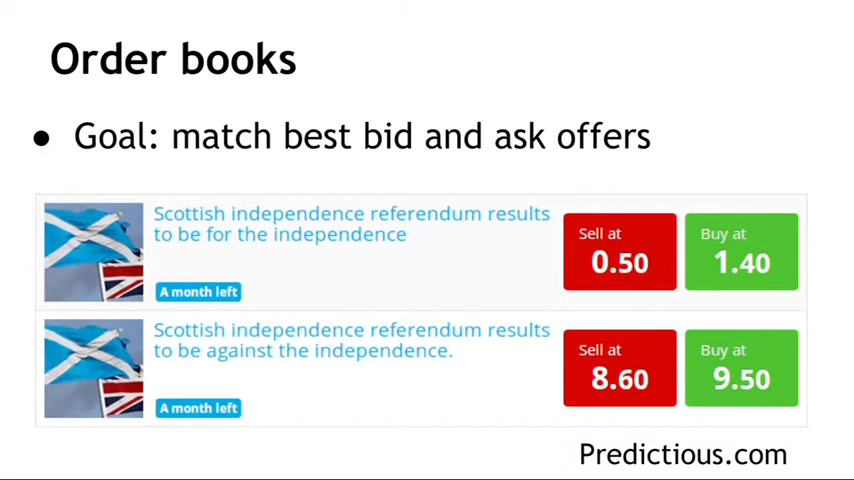 Order books
● Goal: match best bid and ask offers
Scottish independence referendum results
to be for the independence
A month left
Sell at
0.50
Buy at
1.40
Scottish independence referendum results
to be against the independence.
A month left
Sell at
8.60
Buy at
9.50
Predictious.com